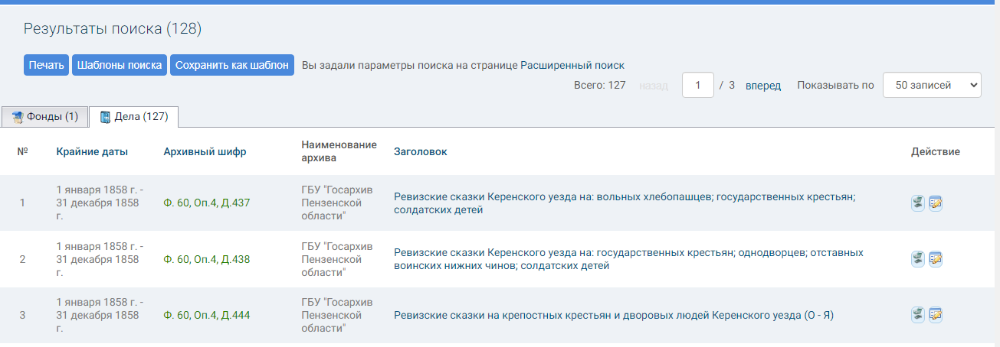 Результаты поиска (128)
Печать Шаблоны поиска Сохранить как шаблон Вы задали параметры поиска на странице Расширенный поиск
Всего: 127 назад 1 / 3 вперед Показывать по 50 записей
Фонды (1) Дела (127)
№ Крайние даты Архивный шифр Наименование архива Заголовок Действие
1
1 января 1858 г. -
31 декабря 1858
г.
Ф. 60, Оп.4, Д.437
ГБУ "Госархив
Пензенской
области"
Ревизские сказки Керенского уезда на: вольных хлебопашцев; государственных крестьян;
солдатских детей
2
1 января 1858 г. -
31 декабря 1858
г.
Ф. 60, Оп.4, Д.438
ГБУ "Госархив
Пензенской
области"
Ревизские сказки Керенского уезда на: государственных крестьян; однодворцев; отставных
воинских нижних чинов; солдатских детей
3
1 января 1858 г. -
31 декабря 1858
г.
Ф. 60, Оп.4, Д.444
ГБУ "Госархив
Пензенской
области"
Ревизские сказки на крепостных крестьян и дворовых людей Керенского уезда (О - Я)